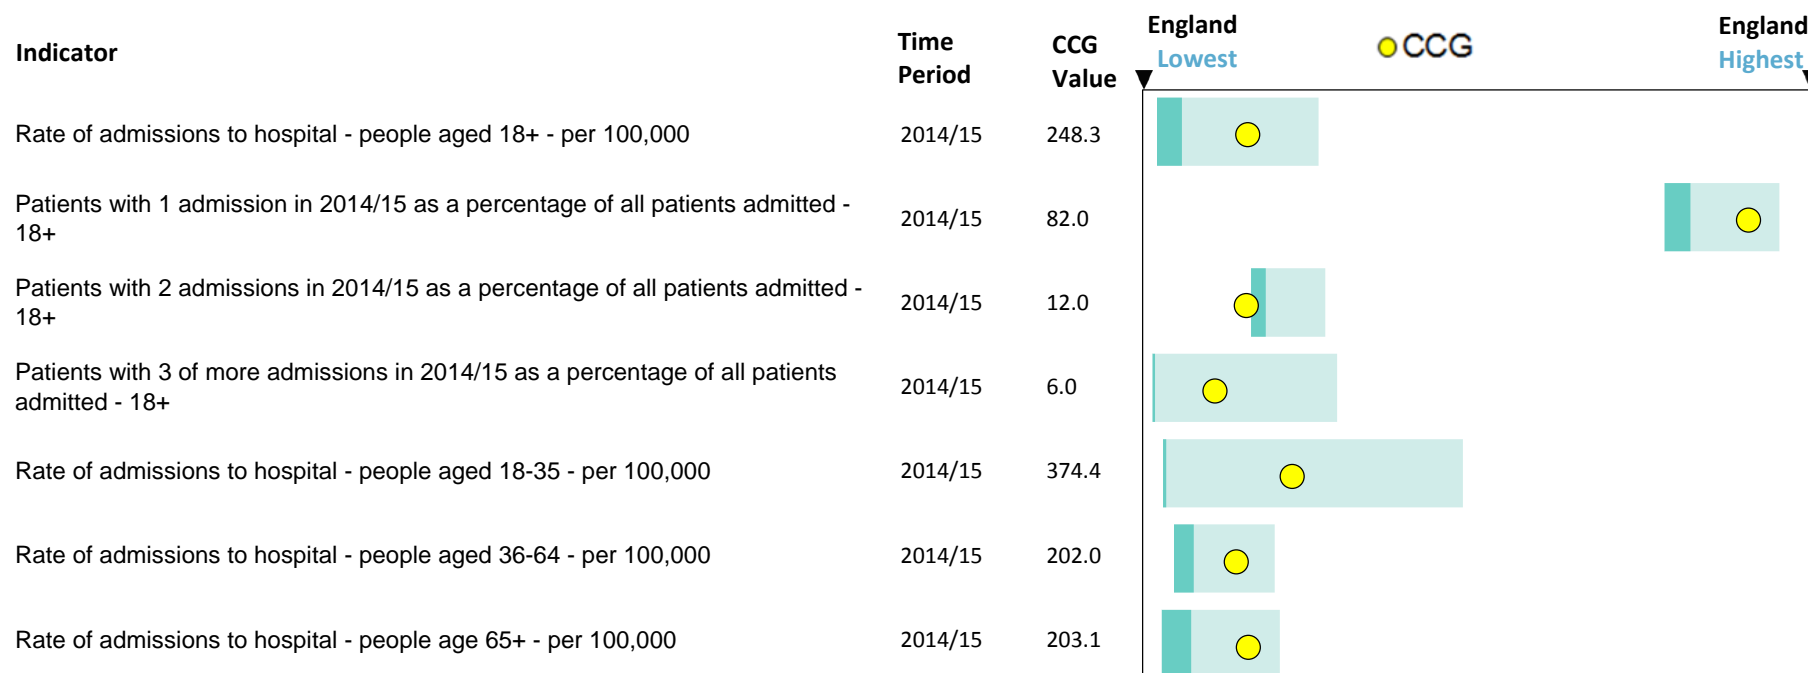 Indicator
Time Period
CCG Value
England Lowest
CCG
England Highest
Rate of admissions to hospital - people aged 18+ - per 100,000 2014/15 248.3
Patients with 1 admission in 2014/15 as a percentage of all patients admitted -
18+
2014/15 82.0
Patients with 2 admissions in 2014/15 as a percentage of all patients admitted -
18+
2014/15 12.0
Patients with 3 of more admissions in 2014/15 as a percentage of all patients
admitted - 18+
2014/15 6.0
Rate of admissions to hospital - people aged 18-35 - per 100,000 2014/15 374.4
Rate of admissions to hospital - people aged 36-64 - per 100,000 2014/15 202.0
Rate of admissions to hospital - people age 65+ - per 100,000 2014/15 203.1